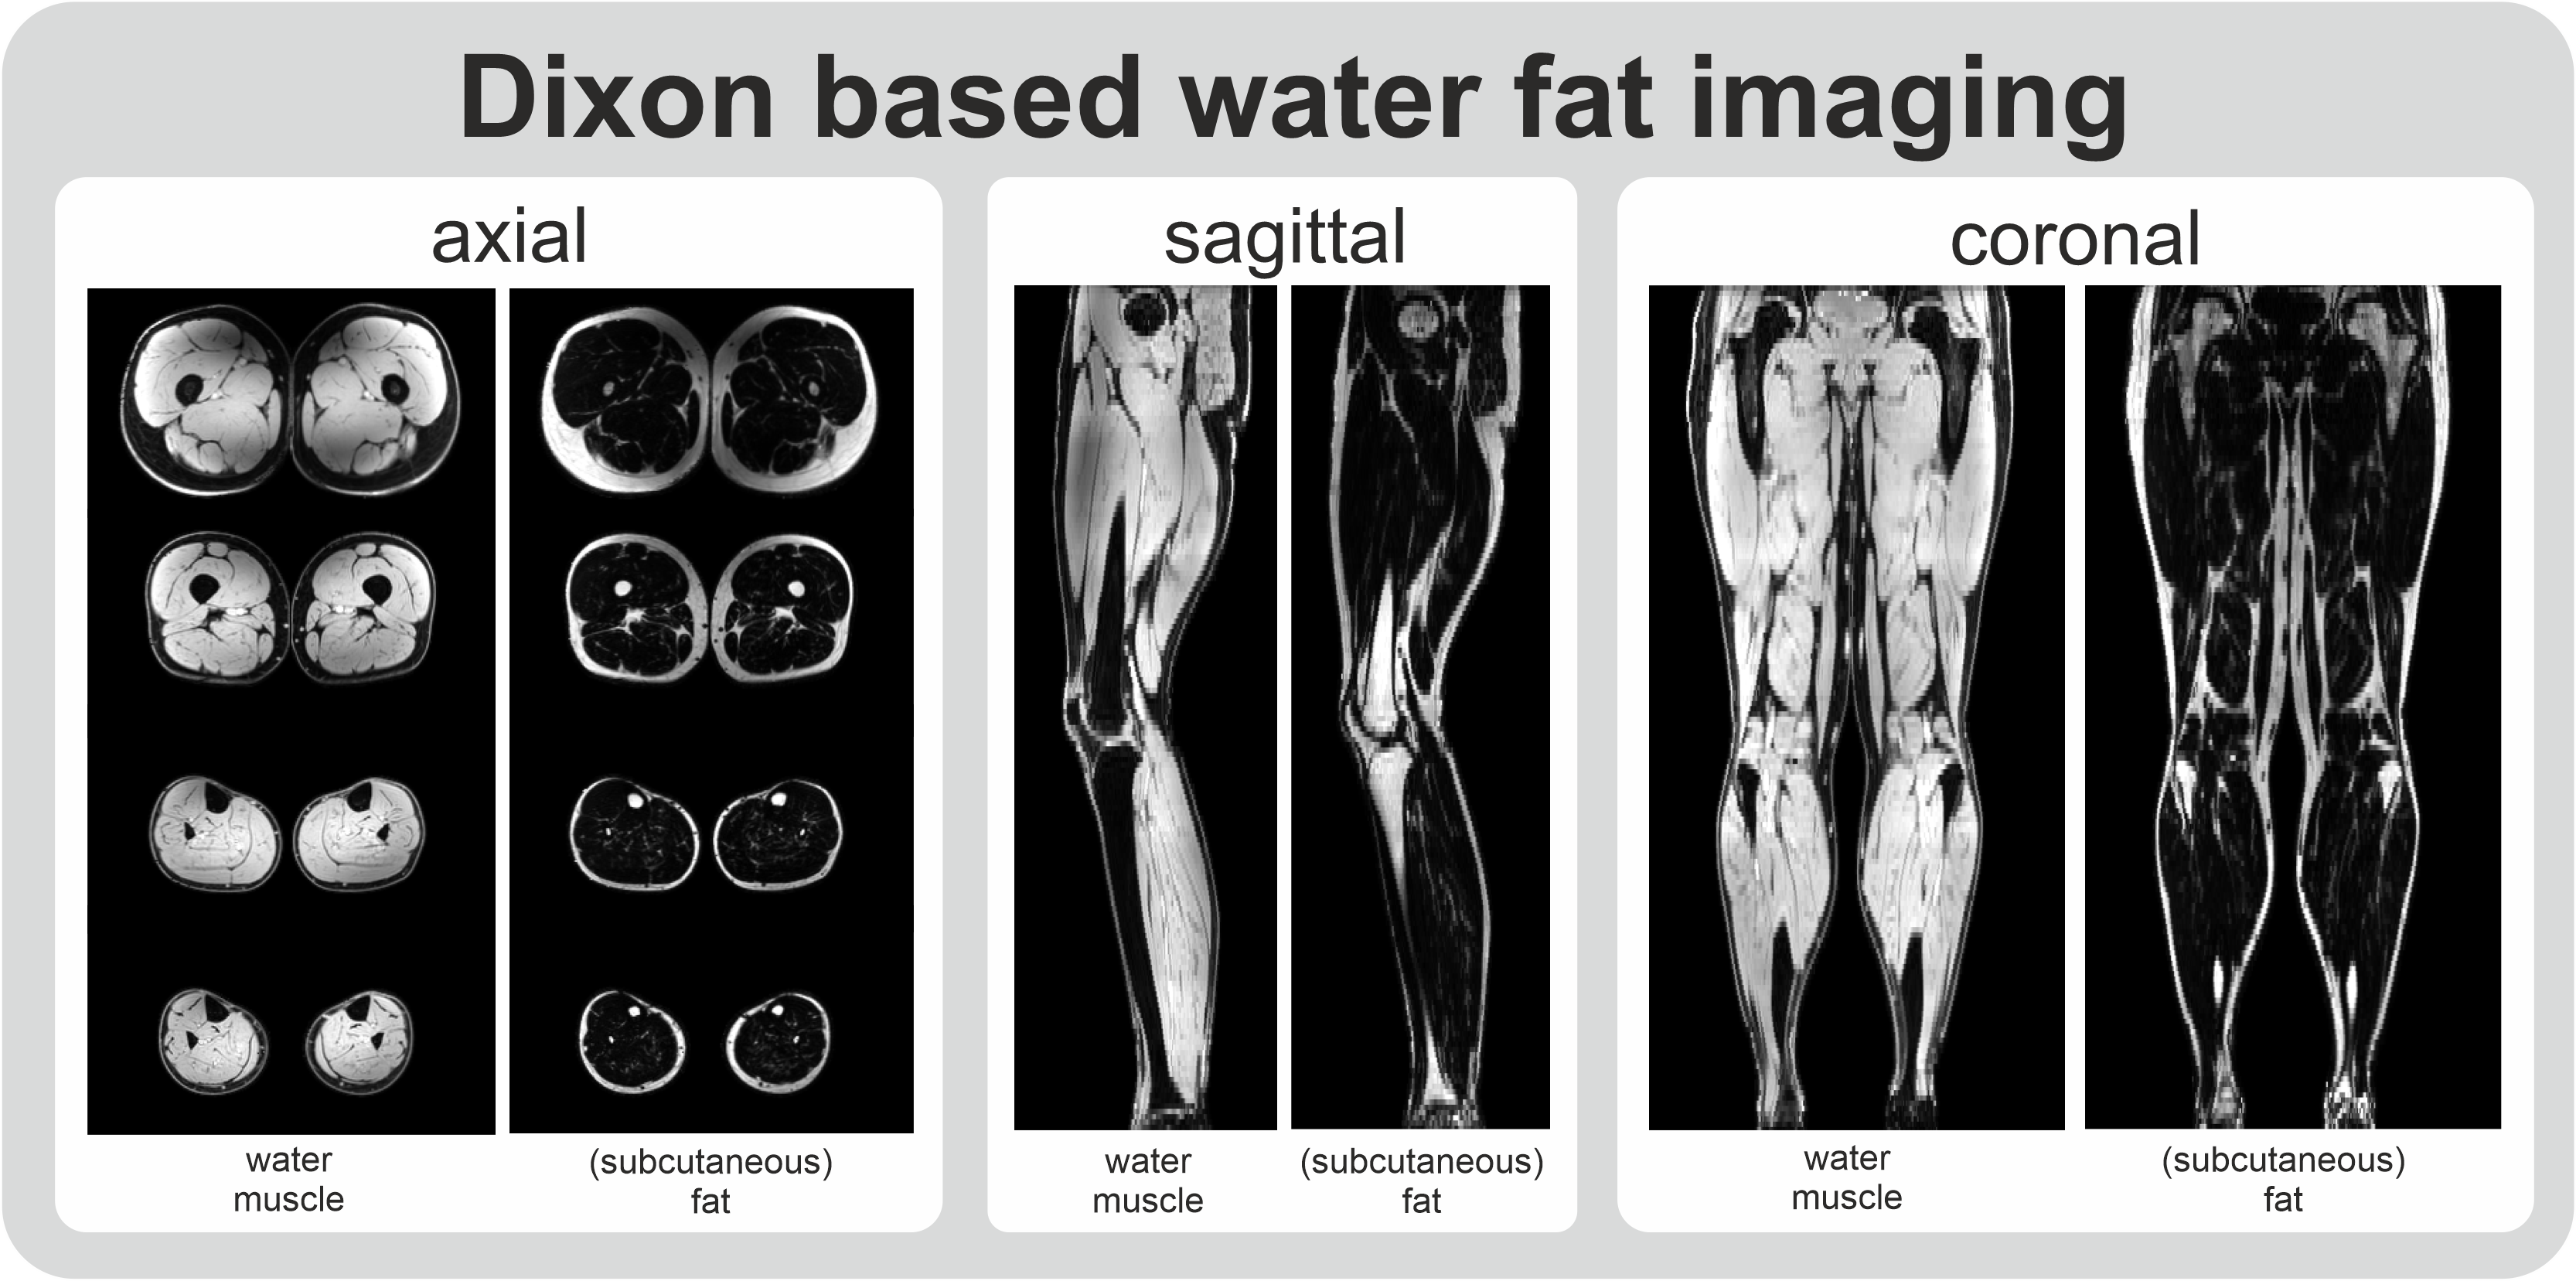 Dixon based water fat imaging
axial
water
muscle
(subcutaneous)
fat
sagittal
water
muscle
(subcutaneous)
fat
coronal
water
muscle
(subcutaneous)
fat